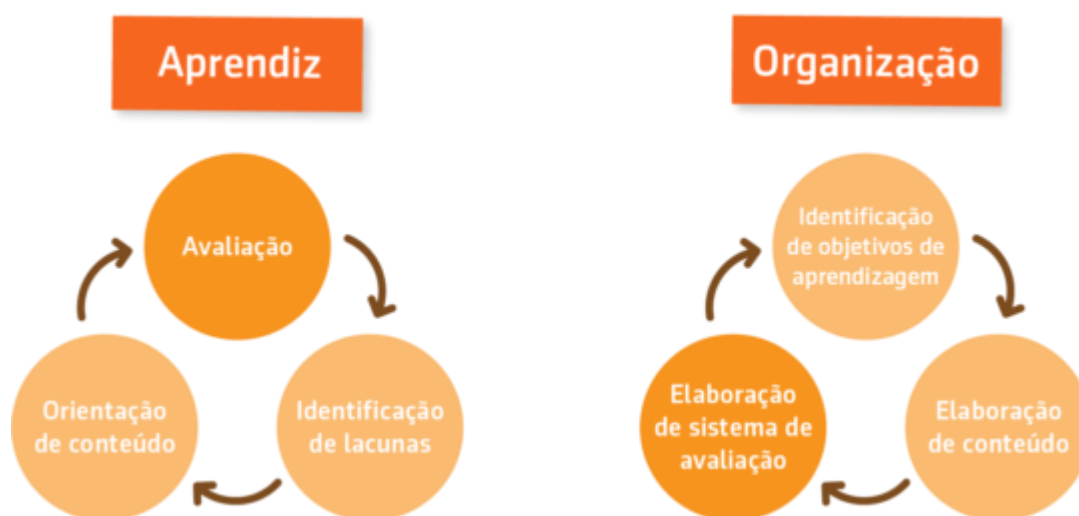 Aprendiz
Avaliação
Orientação
de conteúdo
Identificação
de lacunas
Organização
Identificação
de objetivos de
aprendizagem
Elaboração
de sistema de
avaliação
Elaboração
de conteúdo